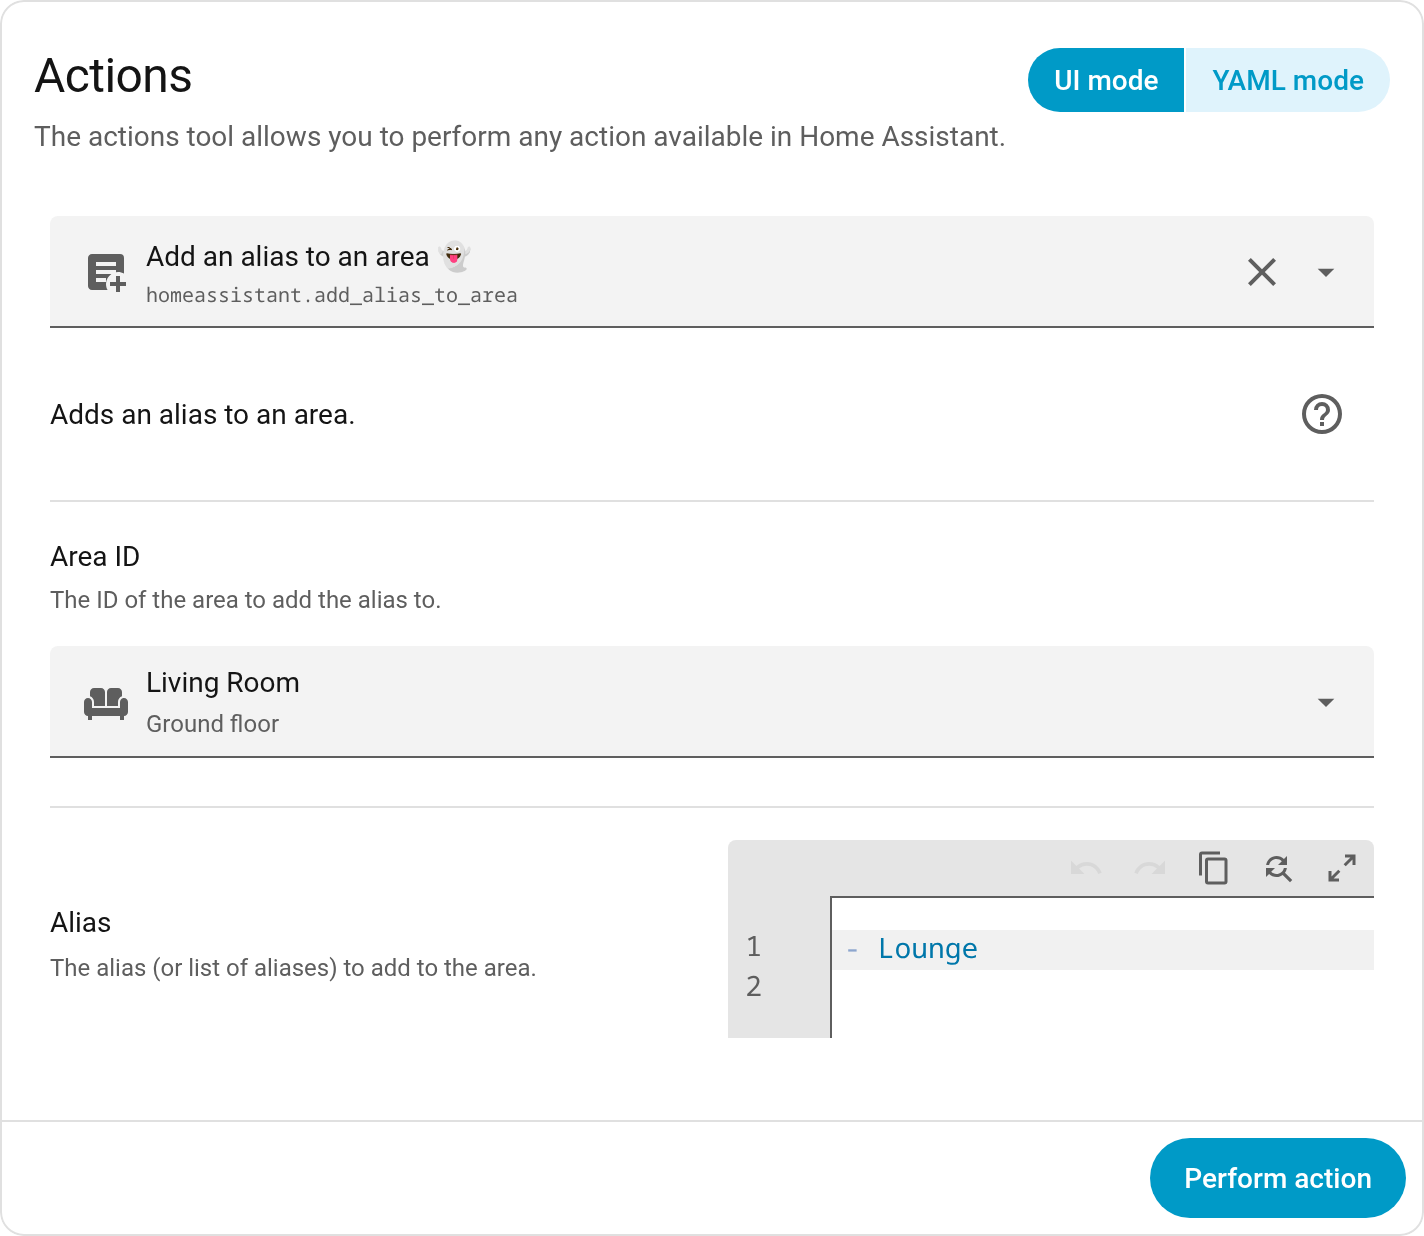 Actions
UI mode
YAML mode
The actions tool allows you to perform any action available in Home Assistant.
Add an alias to an area 👻
homeassistant.add_alias_to_area
Adds an alias to an area.
Area ID
The ID of the area to add the alias to.
Living Room
Ground floor
Alias
The alias (or list of aliases) to add to the area.
1
- Lounge
2
Perform action